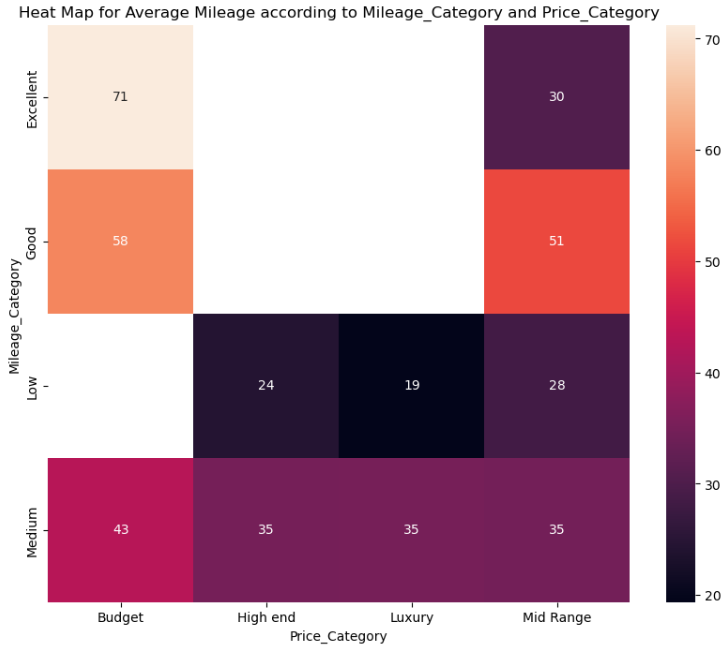 Heat Map for Average Mileage according to Mileage_Category and Price_Category
Mileage_Category
Excellent
71
30
Good
58
51
Low
24
19
28
Medium
43
35
35
35
Budget
High end
Luxury
Mid Range
Price_Category
70
60
50
40
30
20